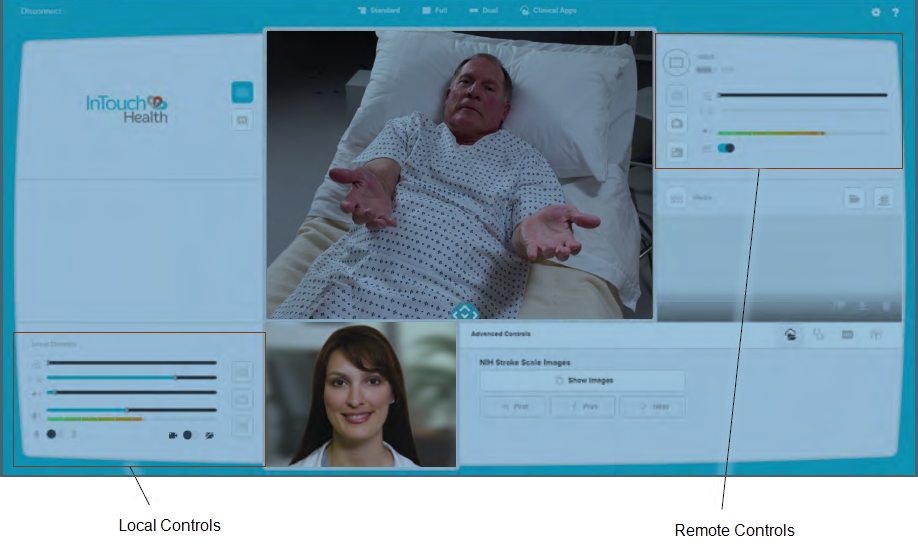 Disconnect
Standard
Full
Dual
Clinical Apps
?
InTouch
Health
Media
Local Controls
Advanced Controls
NIH Stroke Scale Images
Show Images
First
Prev
Next
Local Controls
Remote Controls